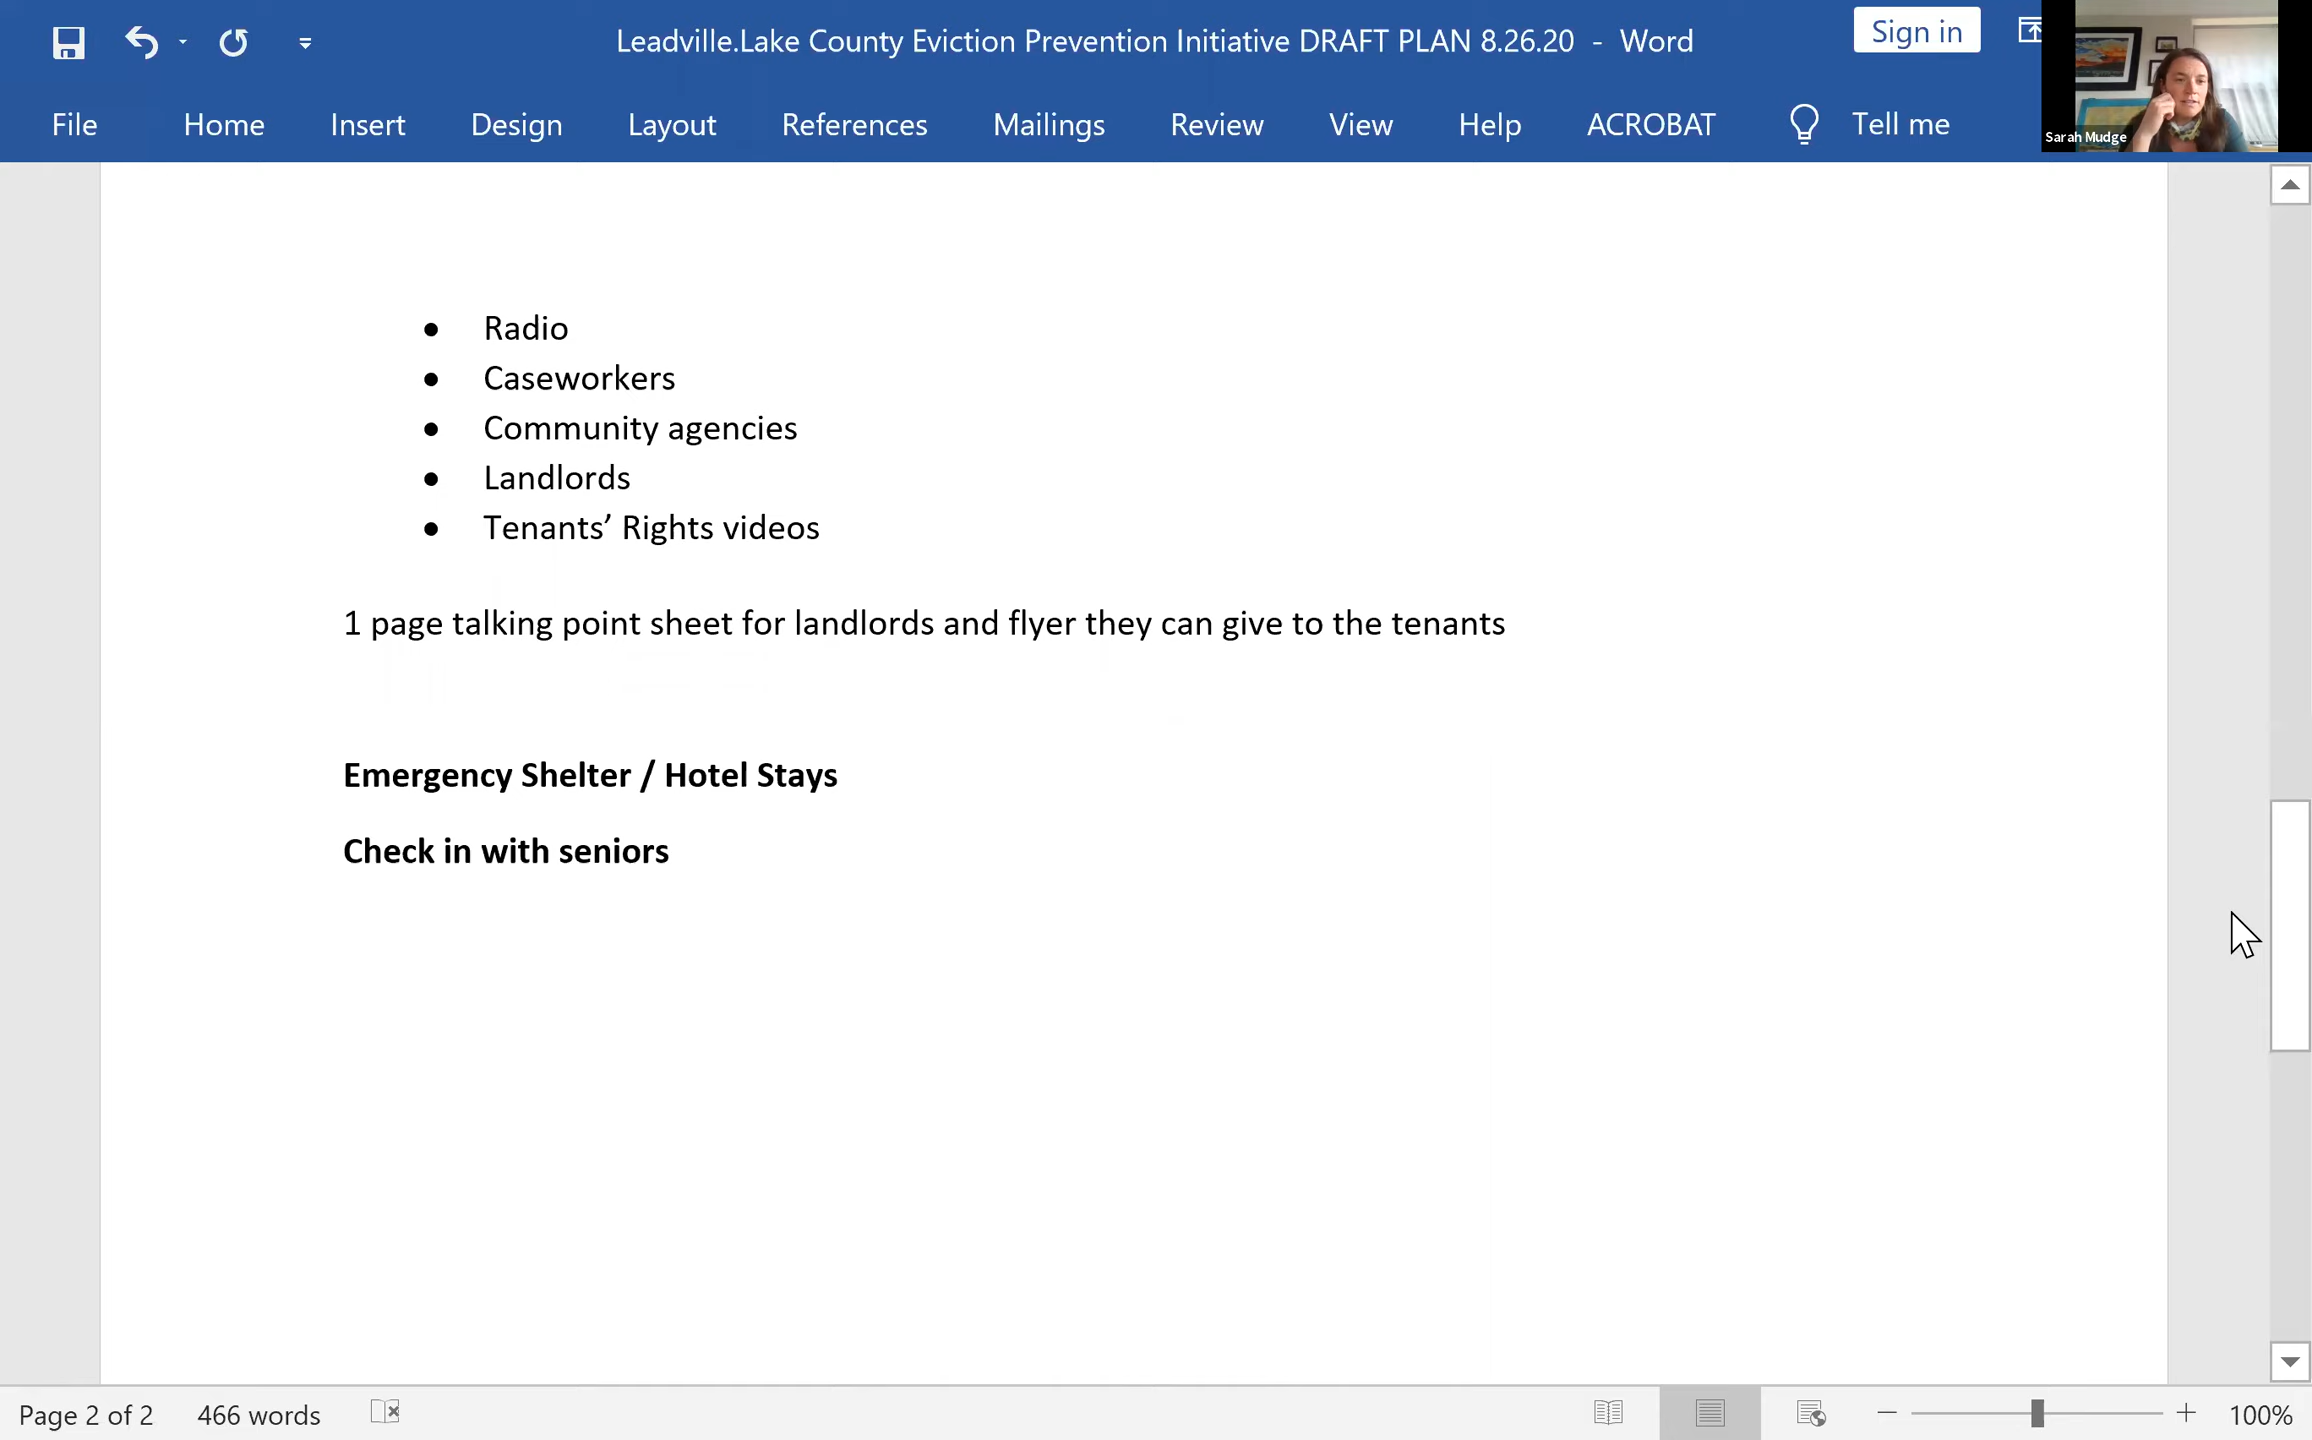 Leadville.Lake County Eviction Prevention Initiative DRAFT PLAN 8.26.20 - Word
Sign in
File Home Insert Design Layout References Mailings Review View Help ACROBAT Tell me
Sarah Mudge
• Radio
• Caseworkers
• Community agencies
• Landlords
• Tenants’ Rights videos
1 page talking point sheet for landlords and flyer they can give to the tenants
Emergency Shelter / Hotel Stays
Check in with seniors
Page 2 of 2 466 words 100%